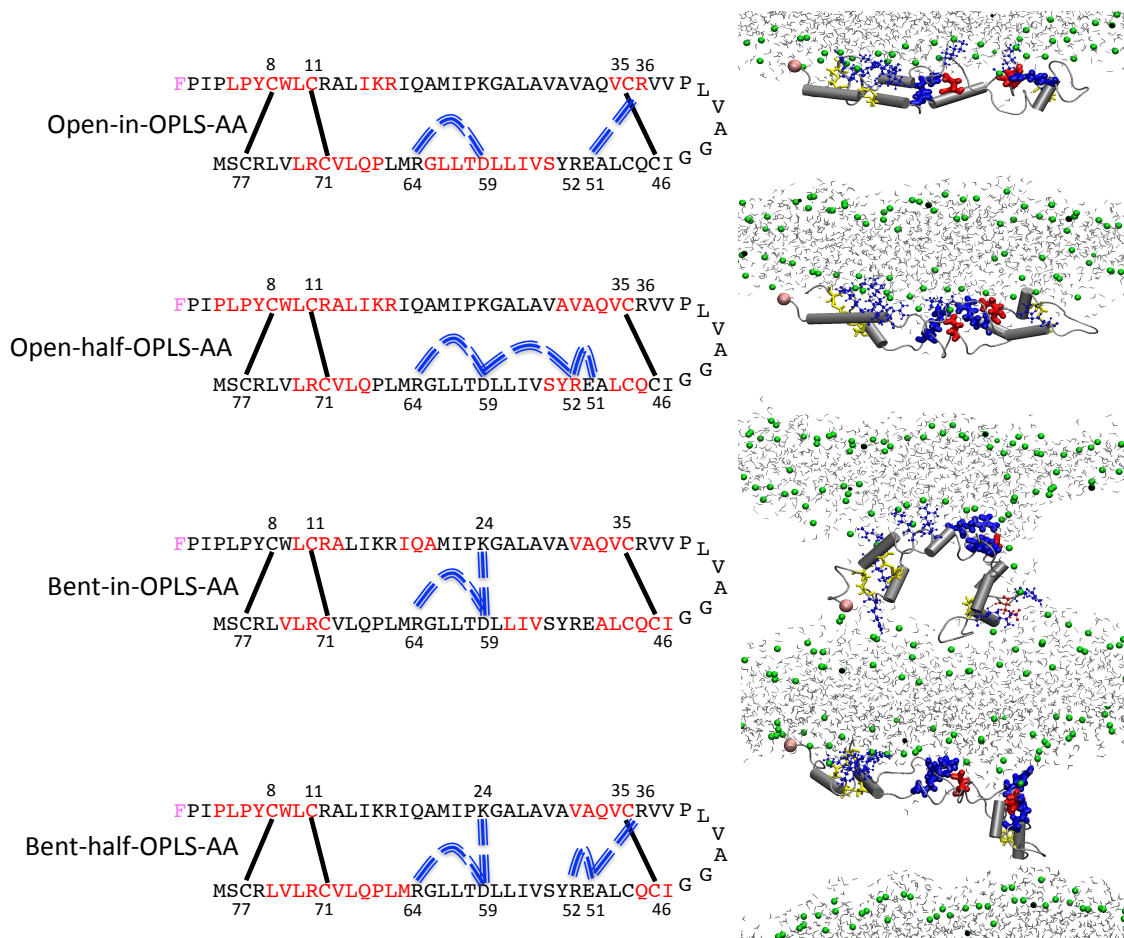 8 11 35 36
FPIPLPYCWLCRALIKRIQAMIPKGALAVAVAQVCRVVP
L
V
Open-in-OPLS-AA
A
G
MSCRLVLRCVLQPLMRGLLTDLLIVSYREALCQCI G
77 71 64 59 52 51 46
8 11 35 36
FPIPLPYCWLCRALIKRIQAMIPKGALAVAVAQVCRVVP
L
V
Open-half-OPLS-AA
A
G
MSCRLVLRCVLQPLMRGLLTDLLIVSYREALCQCI G
77 71 64 59 52 51 46
8 11 24 35
FPIPLPYCWLCRALIKRIQAMIPKGALAVAVAQVCRVVP
L
V
Bent-in-OPLS-AA
A
G
MSCRLVLRCVLQPLMRGLLTDLLIVSYREALCQCI G
77 71 64 59 46
8 11 24 35 36
FPIPLPYCWLCRALIKRIQAMIPKGALAVAVAQVCRVVP
L
V
Bent-half-OPLS-AA
A
G
MSCRLVLRCVLQPLMRGLLTDLLIVSYREALCQCI G
77 71 64 59 52 51 46